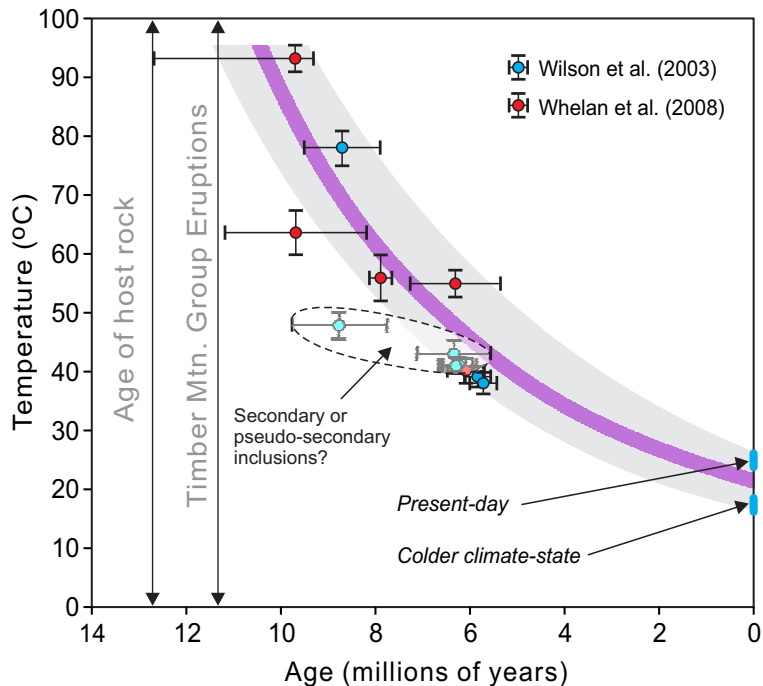 100
90
80
70
60
50
40
30
20
10
0
Temperature (ºC)
Age of host rock
Timber Mtn. Group Eruptions
Wilson et al. (2003)
Whelan et al. (2008)
Secondary or
pseudo-secondary
inclusions?
Present-day
Colder climate-state
14 12 10 8 6 4 2 0
Age (millions of years)